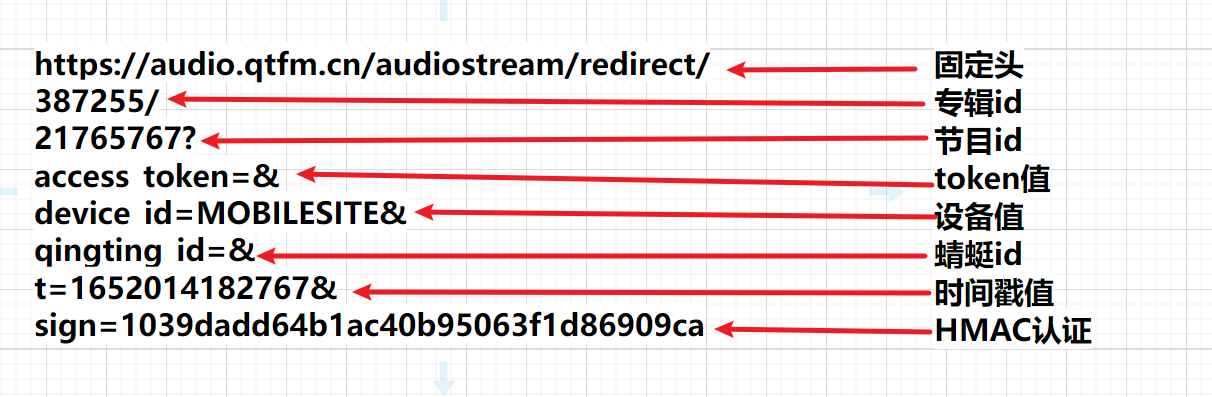 https://audio.qtfm.cn/audiostream/redirect/ 固定头
387255/ 专辑id
21765767? 节目id
access token=& token值
device id=MOBILESITE& 设备值
qingting id=& 蜻蜓id
t=1652014182767& 时间戳值
sign=1039dadd64b1ac40b95063f1d86909ca HMAC认证